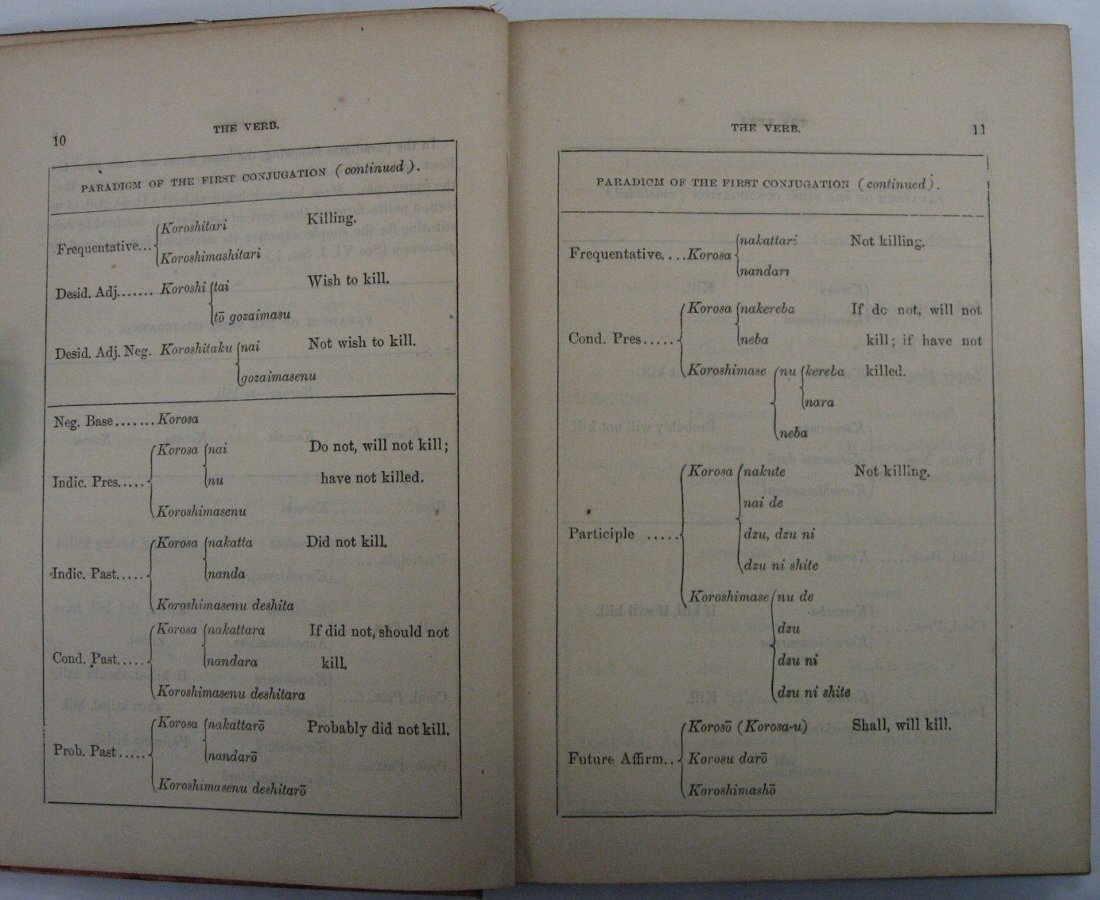 10
THE VERB.
PARADIGM OF THE FIRST CONJUGATION (continued).
Koroshitari Killing.
Frequentative...
Koroshimashitari
Desid. Adj....... Koroshi tai Wish to kill.
tō gozaimasu
Desid. Adj. Neg. Koroshitaku nai Not wish to kill.
gozaimasenu
Neg. Base....... Korosa
Korosa nai Do not, will not kill;
Indic. Pres..... nu have not killed.
Koroshimasenu
Korosa nakatta Did not kill.
Indic. Past..... nanda
Koroshimasenu deshita
Korosa nakattara If did not, should not
Cond. Past..... nandara kill.
Koroshimasenu deshitara
Korosa nakattarō Probably did not kill.
Prob. Past..... nandarō
Koroshimasenu deshitarō
THE VERB.
11
PARADIGM OF THE FIRST CONJUGATION (continued).
nakattari Not killing.
Frequentative.... Korosa
nandari
Korosa nakereba If do not, will not
Cond. Pres..... neba kill; if have not
Koroshimase nu kereba killed.
nara
neba
Korosa nakute Not killing.
nai de
Participle ..... dzu, dzu ni
dzu ni shite
Koroshimase nu de
dzu
dzu ni
dzu ni shite
Korosō (Korosa-u) Shall, will kill.
Future Affirm.. Korosu darō
Koroshimashō